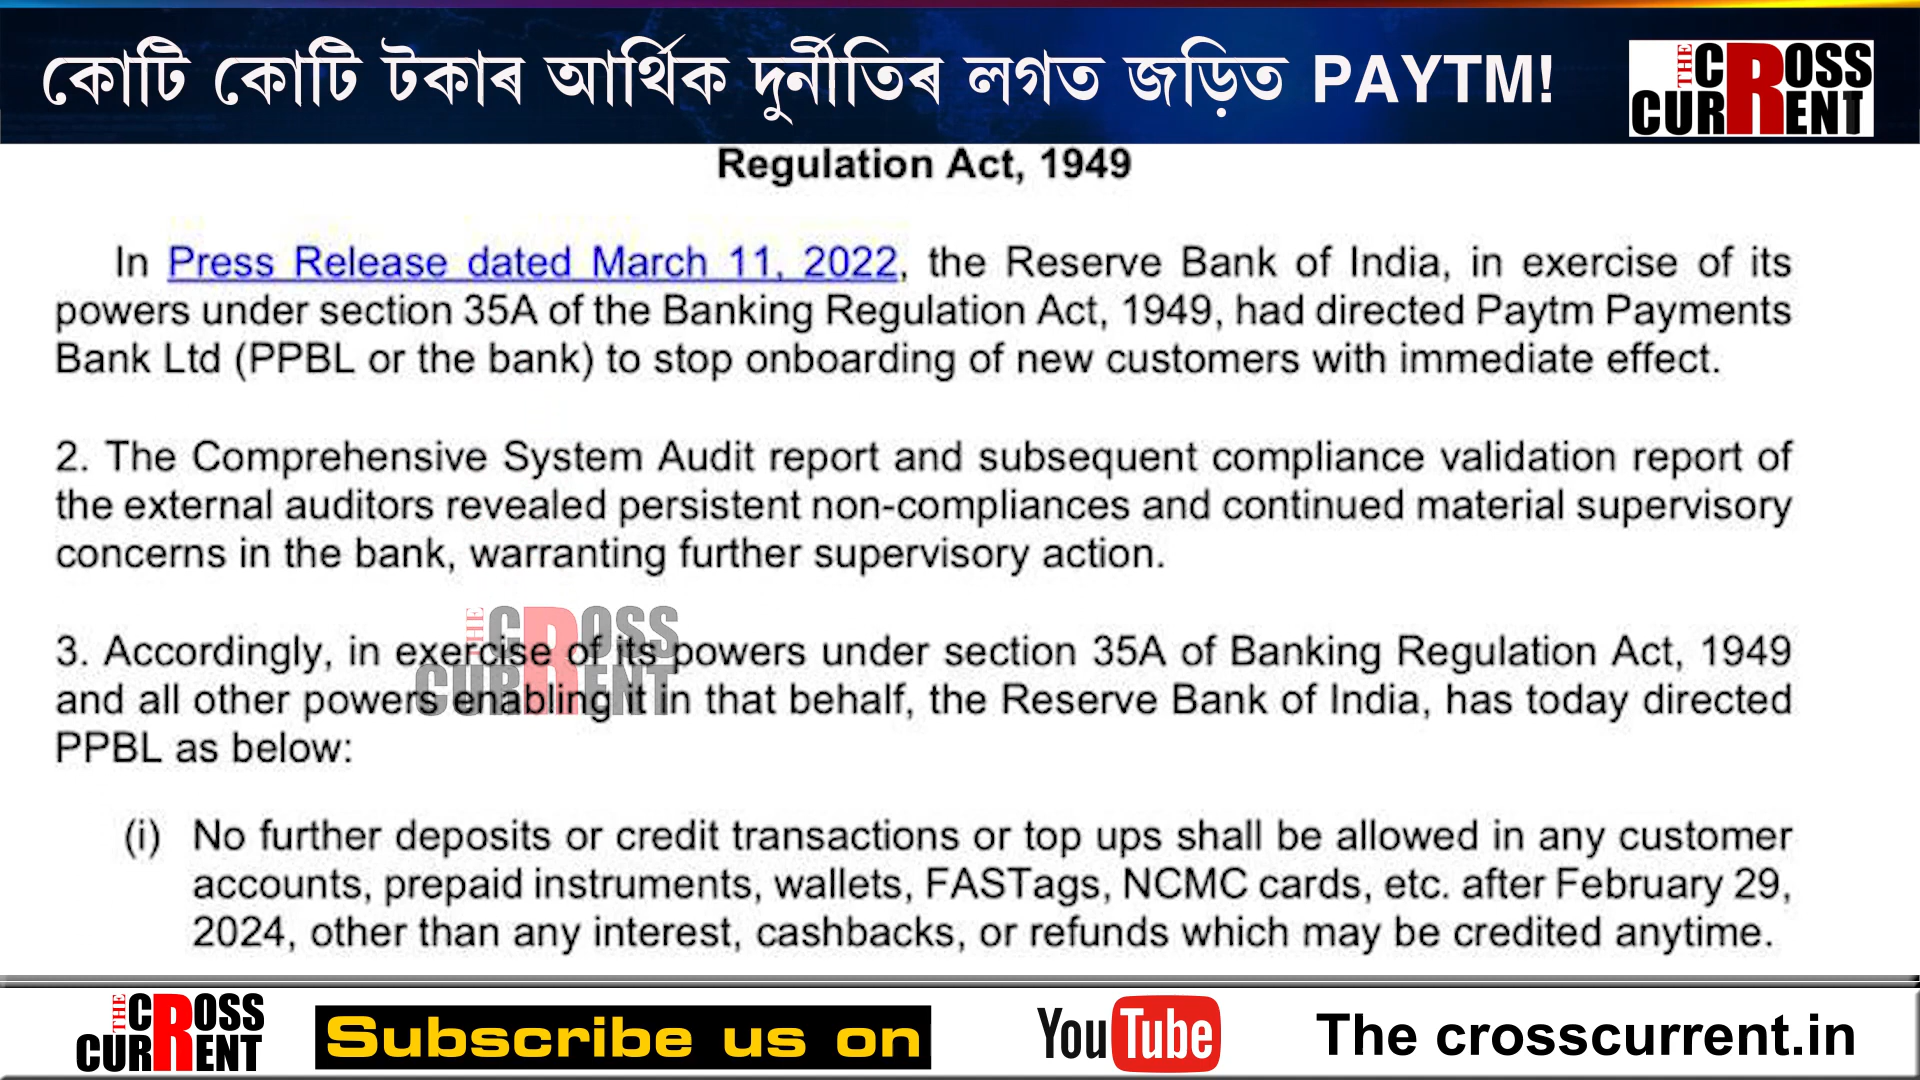 কোটি কোটি টকাৰ আৰ্থিক দুৰ্নীতিৰ লগত জড়িত PAYTM!
THE CROSS
CURRENT
Regulation Act, 1949
In Press Release dated March 11, 2022, the Reserve Bank of India, in exercise of its
powers under section 35A of the Banking Regulation Act, 1949, had directed Paytm Payments
Bank Ltd (PPBL or the bank) to stop onboarding of new customers with immediate effect.
2. The Comprehensive System Audit report and subsequent compliance validation report of
the external auditors revealed persistent non-compliances and continued material supervisory
concerns in the bank, warranting further supervisory action.
THE CROSS
CURRENT
3. Accordingly, in exercise of its powers under section 35A of Banking Regulation Act, 1949
and all other powers enabling it in that behalf, the Reserve Bank of India, has today directed
PPBL as below:
(i) No further deposits or credit transactions or top ups shall be allowed in any customer
accounts, prepaid instruments, wallets, FASTags, NCMC cards, etc. after February 29,
2024, other than any interest, cashbacks, or refunds which may be credited anytime.
THE CROSS
CURRENT
Subscribe us on
YouTube
The crosscurrent.in